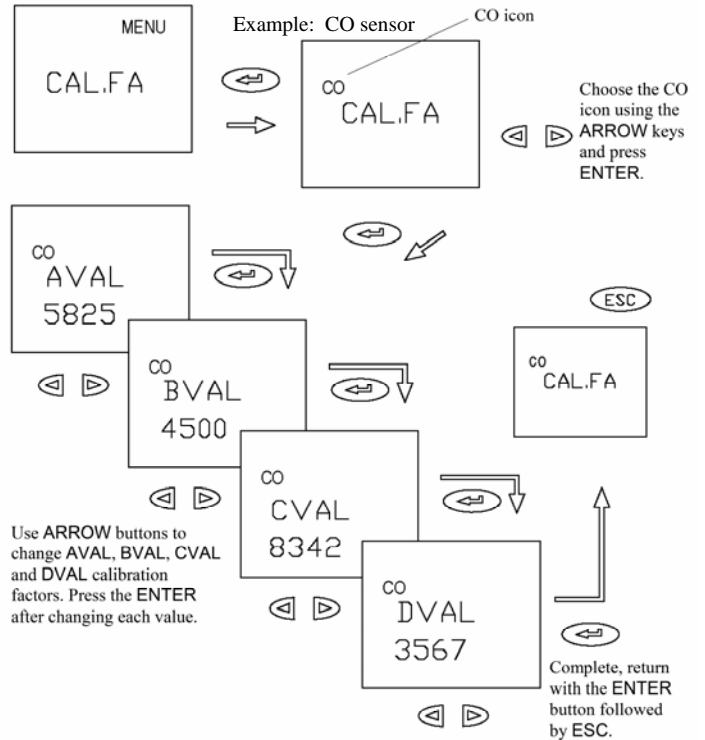 MENU
CAL.FA
Example: CO sensor
CO icon
CO
CAL.FA
Choose the CO
icon using the
ARROW keys
and press
ENTER.
CO
AVAL
5825
CO
BVAL
4500
CO
CVAL
8342
CO
DVAL
3567
ESC
CO
CAL.FA
Use ARROW buttons to
change AVAL, BVAL, CVAL
and DVAL calibration
factors. Press the ENTER
after changing each value.
Complete, return
with the ENTER
button followed
by ESC.